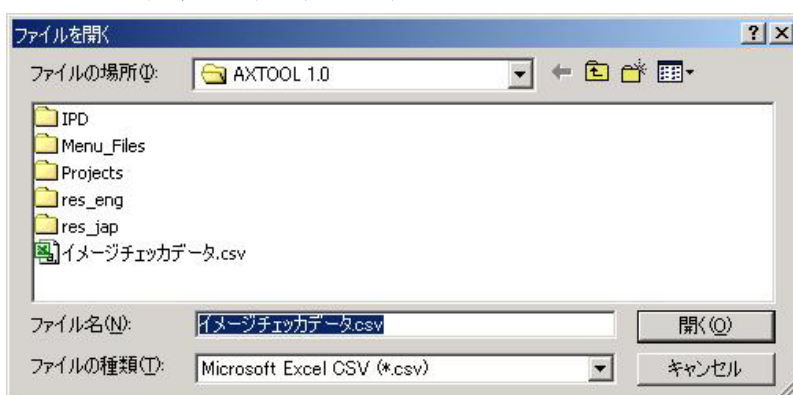 ファイルを開く
ファイルの場所(I):
AXTOOL 1.0
IPD
Menu_Files
Projects
res_eng
res_jap
イメージチェッカデータ.csv
ファイル名(N):
イメージチェッカデータ.csv
開く(O)
ファイルの種類(T):
Microsoft Excel CSV (*.csv)
キャンセル